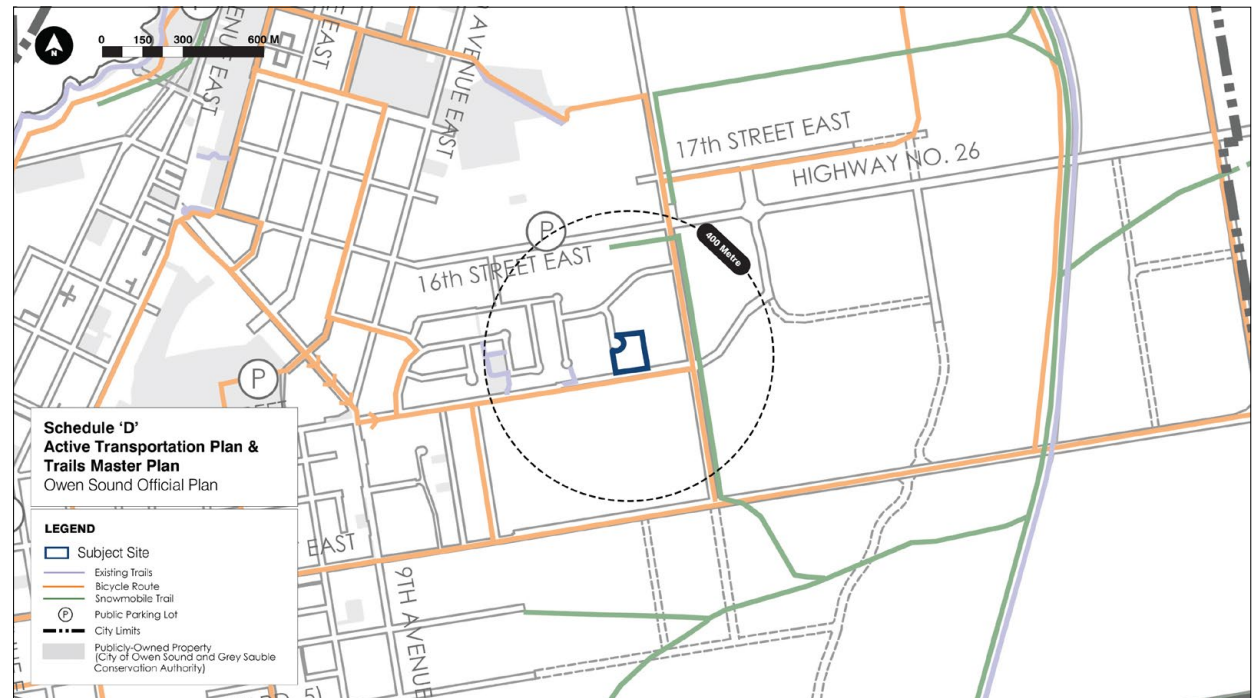 N
0 150 300 600 M
P
ENUE EAST
E EAST
R AVENUE EAST
17th STREET EAST
HIGHWAY NO. 26
400 Metre
P
16th STREET EAST
P
Schedule ‘D’
Active Transportation Plan &
Trails Master Plan
Owen Sound Official Plan
LEGEND
Subject Site
Existing Trails
Bicycle Route
Snowmobile Trail
P Public Parking Lot
City Limits
Publicly-Owned Property
(City of Owen Sound and Grey Sauble
Conservation Authority)
EAST
9TH AVENUE